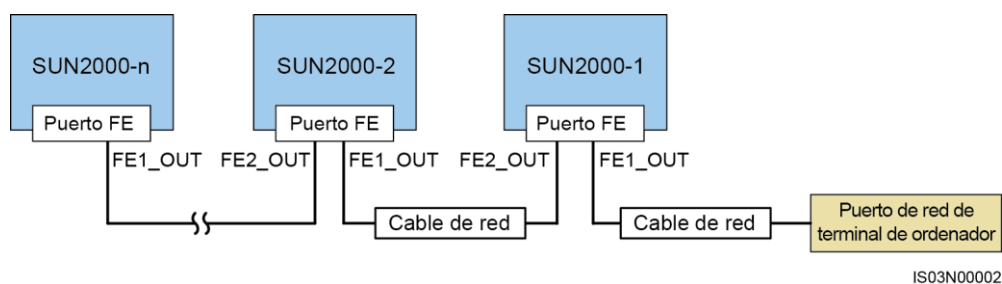 SUN2000-n
SUN2000-2
SUN2000-1
Puerto FE
Puerto FE
Puerto FE
FE1_OUT
FE2_OUT
FE1_OUT
FE2_OUT
FE1_OUT
Cable de red
Cable de red
Puerto de red de
terminal de ordenador
IS03N00002